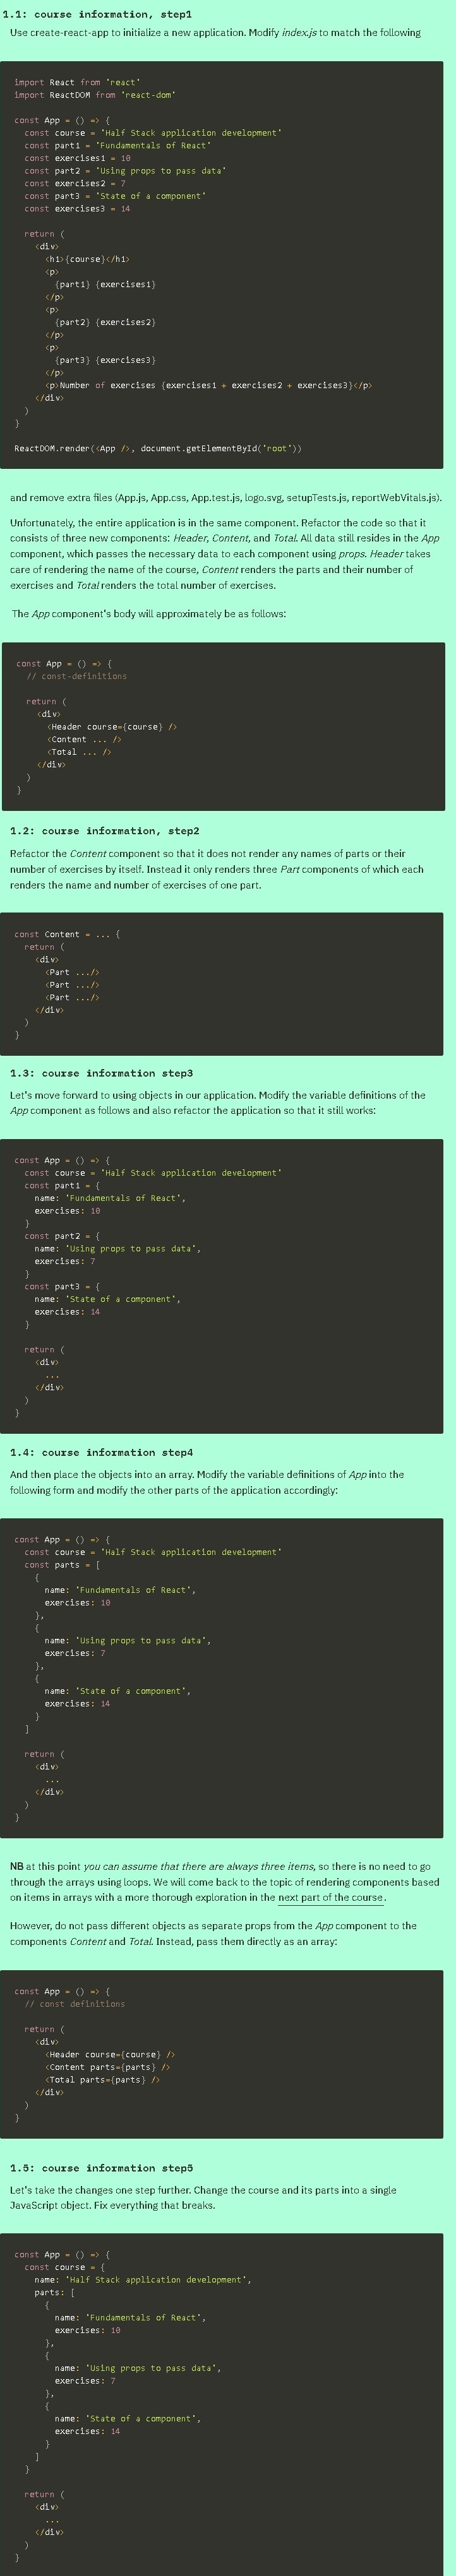 1.1: course information, step1
Use create-react-app to initialize a new application. Modify index.js to match the following
import React from 'react'
import ReactDOM from 'react-dom'
const App = () => {
const course = 'Half Stack application development'
const part1 = 'Fundamentals of React'
const exercises1 = 10
const part2 = 'Using props to pass data'
const exercises2 = 7
const part3 = 'State of a component'
const exercises3 = 14
return (
<div>
<h1>{course}</h1>
<p>
{part1} {exercises1}
</p>
<p>
{part2} {exercises2}
</p>
<p>
{part3} {exercises3}
</p>
<p>Number of exercises {exercises1 + exercises2 + exercises3}</p>
</div>
)
}
ReactDOM.render(<App />, document.getElementById('root'))
and remove extra files (App.js, App.css, App.test.js, logo.svg, setupTests.js, reportWebVitals.js).
Unfortunately, the entire application is in the same component. Refactor the code so that it
consists of three new components: Header, Content, and Total. All data still resides in the App
component, which passes the necessary data to each component using props. Header takes
care of rendering the name of the course, Content renders the parts and their number of
exercises and Total renders the total number of exercises.
The App component's body will approximately be as follows:
const App = () => {
// const-definitions
return (
<div>
<Header course={course} />
<Content ... />
<Total ... />
</div>
)
}
1.2: course information, step2
Refactor the Content component so that it does not render any names of parts or their
number of exercises by itself. Instead it only renders three Part components of which each
renders the name and number of exercises of one part.
const Content = ... {
return (
<div>
<Part .../>
<Part .../>
<Part .../>
</div>
)
}
1.3: course information step3
Let's move forward to using objects in our application. Modify the variable definitions of the
App component as follows and also refactor the application so that it still works:
const App = () => {
const course = 'Half Stack application development'
const part1 = {
name: 'Fundamentals of React',
exercises: 10
}
const part2 = {
name: 'Using props to pass data',
exercises: 7
}
const part3 = {
name: 'State of a component',
exercises: 14
}
return (
<div>
...
</div>
)
}
1.4: course information step4
And then place the objects into an array. Modify the variable definitions of App into the
following form and modify the other parts of the application accordingly:
const App = () => {
const course = 'Half Stack application development'
const parts = [
{
name: 'Fundamentals of React',
exercises: 10
},
{
name: 'Using props to pass data',
exercises: 7
},
{
name: 'State of a component',
exercises: 14
}
]
return (
<div>
...
</div>
)
}
NB at this point you can assume that there are always three items, so there is no need to go
through the arrays using loops. We will come back to the topic of rendering components based
on items in arrays with a more thorough exploration in the next part of the course.
However, do not pass different objects as separate props from the App component to the
components Content and Total. Instead, pass them directly as an array:
const App = () => {
// const definitions
return (
<div>
<Header course={course} />
<Content parts={parts} />
<Total parts={parts} />
</div>
)
}
1.5: course information step5
Let's take the changes one step further. Change the course and its parts into a single
JavaScript object. Fix everything that breaks.
const App = () => {
const course = {
name: 'Half Stack application development',
parts: [
{
name: 'Fundamentals of React',
exercises: 10
},
{
name: 'Using props to pass data',
exercises: 7
},
{
name: 'State of a component',
exercises: 14
}
]
}
return (
<div>
...
</div>
)
}